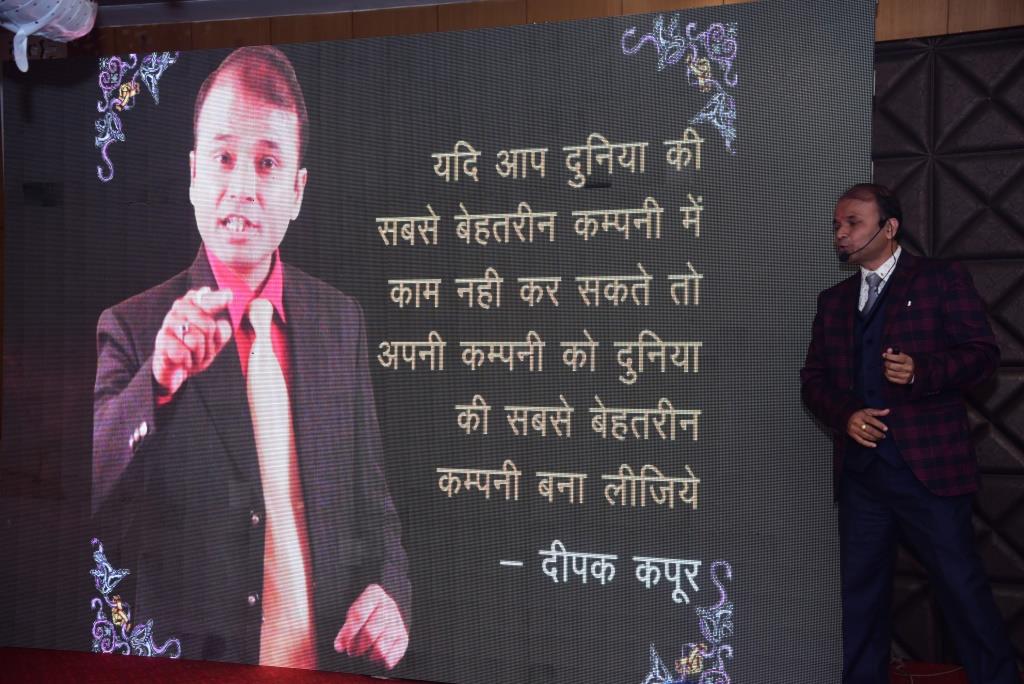 यदि आप दुनिया की
सबसे बेहतरीन कम्पनी में
काम नही कर सकते तो
अपनी कम्पनी को दुनिया
की सबसे बेहतरीन
कम्पनी बना लीजिये
– दीपक कपूर